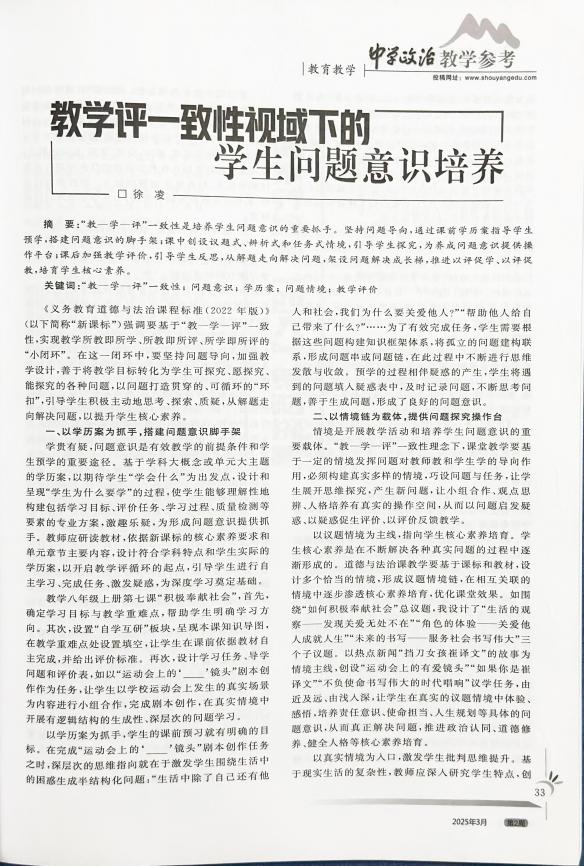 教育教学
中学政治教学参考
投稿网址：www.shouyangedu.com
教学评一致性视域下的
学生问题意识培养
□徐 凌
摘 要：“教—学—评”一致性是培养学生问题意识的重要抓手。坚持问题导向，通过课前学历案指导学生
预学，搭建问题意识的脚手架；课中创设议题式、辨析式和任务式情境，引导学生探究，为养成问题意识提供操
作平台；课后加强教学评价，引导学生反思，从解题走向解决问题，架设问题解决成长梯，推进以评促学、以评促
教，培育学生核心素养。
关键词：“教—学—评”一致性；问题意识；学历案；问题情境；教学评价
《义务教育道德与法治课程标准（2022 年版）》
（以下简称“新课标”）强调要基于“教—学—评”一致
性，实现教学所教即所学、所教即所评、所学即所评的
“小闭环”。在这一闭环中，要坚持问题导向，加强教
学设计，善于将教学目标转化为学生可探究、愿探究、
能探究的各种问题，以问题打造贯穿的、可循环的“环
扣”，引导学生积极主动地思考、探索、质疑，从解题走
向解决问题，以提升学生核心素养。
一、以学历案为抓手，搭建问题意识脚手架
学贵有疑，问题意识是有效教学的前提条件和学
生预学的重要途径。基于学科大概念或单元大主题
的学历案，以期待学生“学会什么”为出发点，设计和
呈现“学生为什么要学”的过程，使学生能够理解性地
构建包括学习目标、评价任务、学习过程、质量检测等
要素的专业方案，激趣乐疑，为形成问题意识提供抓
手。教师应研读教材，依据新课标的核心素养要求和
单元章节主要内容，设计符合学科特点和学生实际的
学历案，以开启教学评循环的起点，引导学生进行自
主学习、完成任务、激发疑惑，为深度学习奠定基础。
教学八年级上册第七课“积极奉献社会”，首先，
确定学习目标与教学重难点，帮助学生明确学习方
向。其次，设置“自学互研”板块，呈现本课知识导图，
在教学重难点处设置填空，让学生在课前依据教材自
主完成，并给出评价标准。再次，设计学习任务、导学
问题和评价表，如以“运动会上的‘____’镜头”剧本创
作作为任务，让学生以学校运动会上发生的真实场景
为内容进行小组合作，完成剧本创作，在真实情境中
开展有逻辑结构的生成性、深层次的问题学习。
以学历案为抓手，学生的课前预习就有明确的目
标。在完成“运动会上的‘____’镜头”剧本创作任务
之时，深层次的思维指向就在于激发学生围绕生活中
的困惑生成半结构化问题：“生活中除了自己还有他
人和社会，我们为什么要关爱他人？”“帮助他人给自
己带来了什么？”……为了有效完成任务，学生需要根
据这些问题构建知识框架体系，将孤立的问题建构联
系，形成问题串或问题链，在此过程中不断进行思维
发散与收敛。预学的过程相伴疑惑的产生，学生将遇
到的问题填入疑惑表中，及时记录问题，不断思考问
题，善于生成问题，形成了良好的问题意识。
二、以情境链为载体，提供问题探究操作台
情境是开展教学活动和培养学生问题意识的重
要载体。“教—学—评”一致性理念下，课堂教学要基
于一定的情境发挥问题对教师教和学生学的导向作
用，必须构建真实多样的情境，巧设问题与任务，让学
生展开思维探究，产生新问题，让小组合作、观点思
辨、人格培养有真实的操作空间，从而以问题启发疑
惑、以疑惑促生评价、以评价反馈教学。
以议题情境为主线，指向学生核心素养培育。学
生核心素养是在不断解决各种真实问题的过程中逐
渐形成的。道德与法治课教学要基于课标和教材，设
计多个恰当的情境，形成议题情境链，在相互关联的
情境中逐步渗透核心素养培育，优化课堂效果。如围
绕“如何积极奉献社会”总议题，我设计了“生活的观
察——发现关爱无处不在”“角色的体验——关爱他
人成就人生”“未来的书写——服务社会书写伟大”三
个子议题。以热点新闻“挡刀女孩崔译文”的故事为
情境主线，创设“运动会上的有爱镜头”“如果你是崔
译文”“不负使命书写伟大的时代唱响”议学任务，由
近及远、由浅入深，让学生在真实的议题情境中体验、
感悟，培养责任意识、使命担当、人生规划等具体的问
题意识，从而真正解决问题，推进政治认同、道德修
养、健全人格等核心素养培育。
以真实情境为入口，激发学生批判思维提升。基
于现实生活的复杂性，教师应深入研究学生特点，创
33
2025年3月 第2周